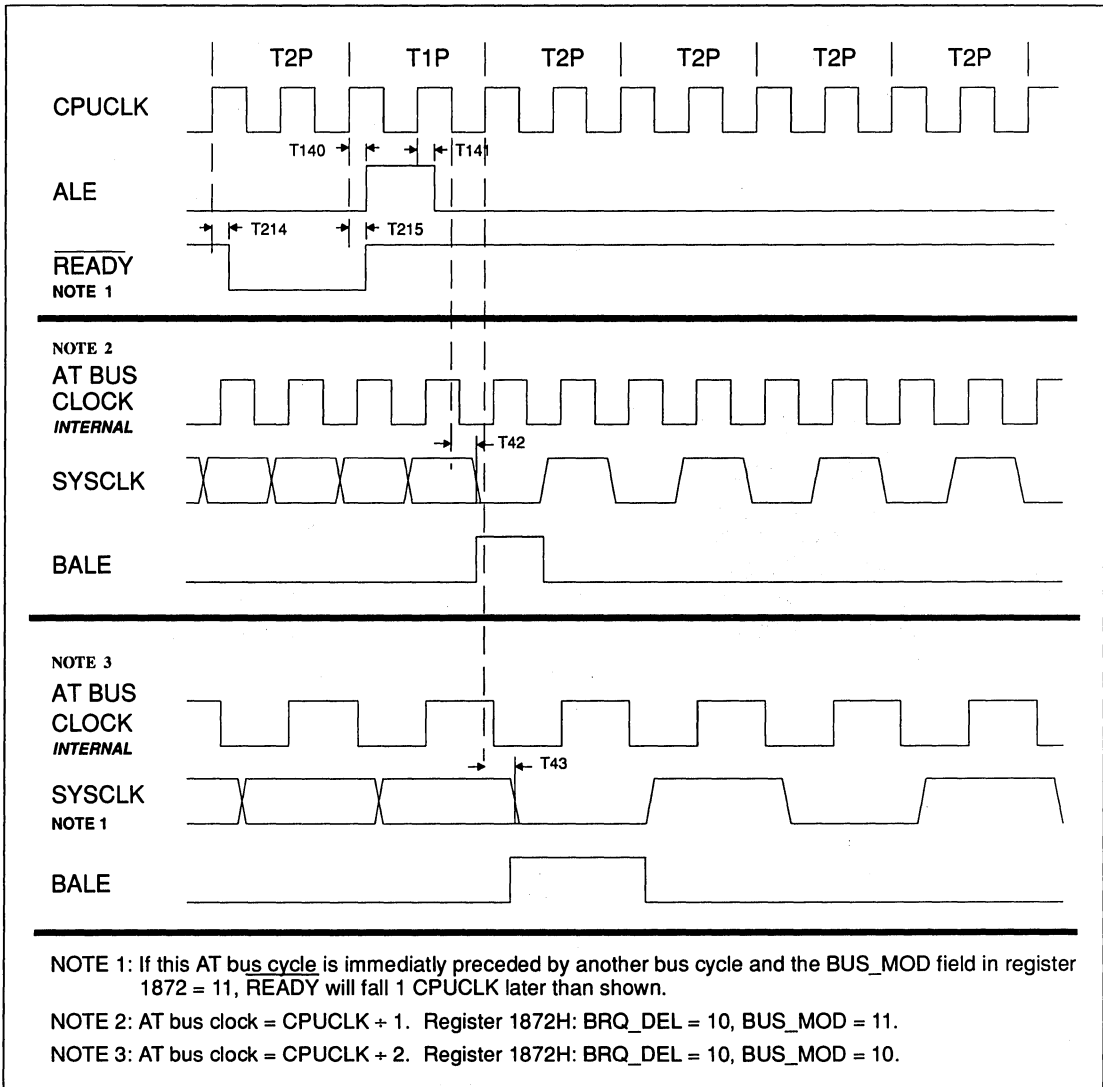 T2P T1P T2P T2P T2P T2P
CPUCLK
T140 T141
ALE
T214 T215
READY
NOTE 1
NOTE 2
AT BUS
CLOCK
INTERNAL
T42
SYSCLK
BALE
NOTE 3
AT BUS
CLOCK
INTERNAL
T43
SYSCLK
NOTE 1
BALE
NOTE 1: If this AT bus cycle is immediatly preceded by another bus cycle and the BUS_MOD field in register
1872 = 11, READY will fall 1 CPUCLK later than shown.
NOTE 2: AT bus clock = CPUCLK ÷ 1. Register 1872H: BRQ_DEL = 10, BUS_MOD = 11.
NOTE 3: AT bus clock = CPUCLK ÷ 2. Register 1872H: BRQ_DEL = 10, BUS_MOD = 10.